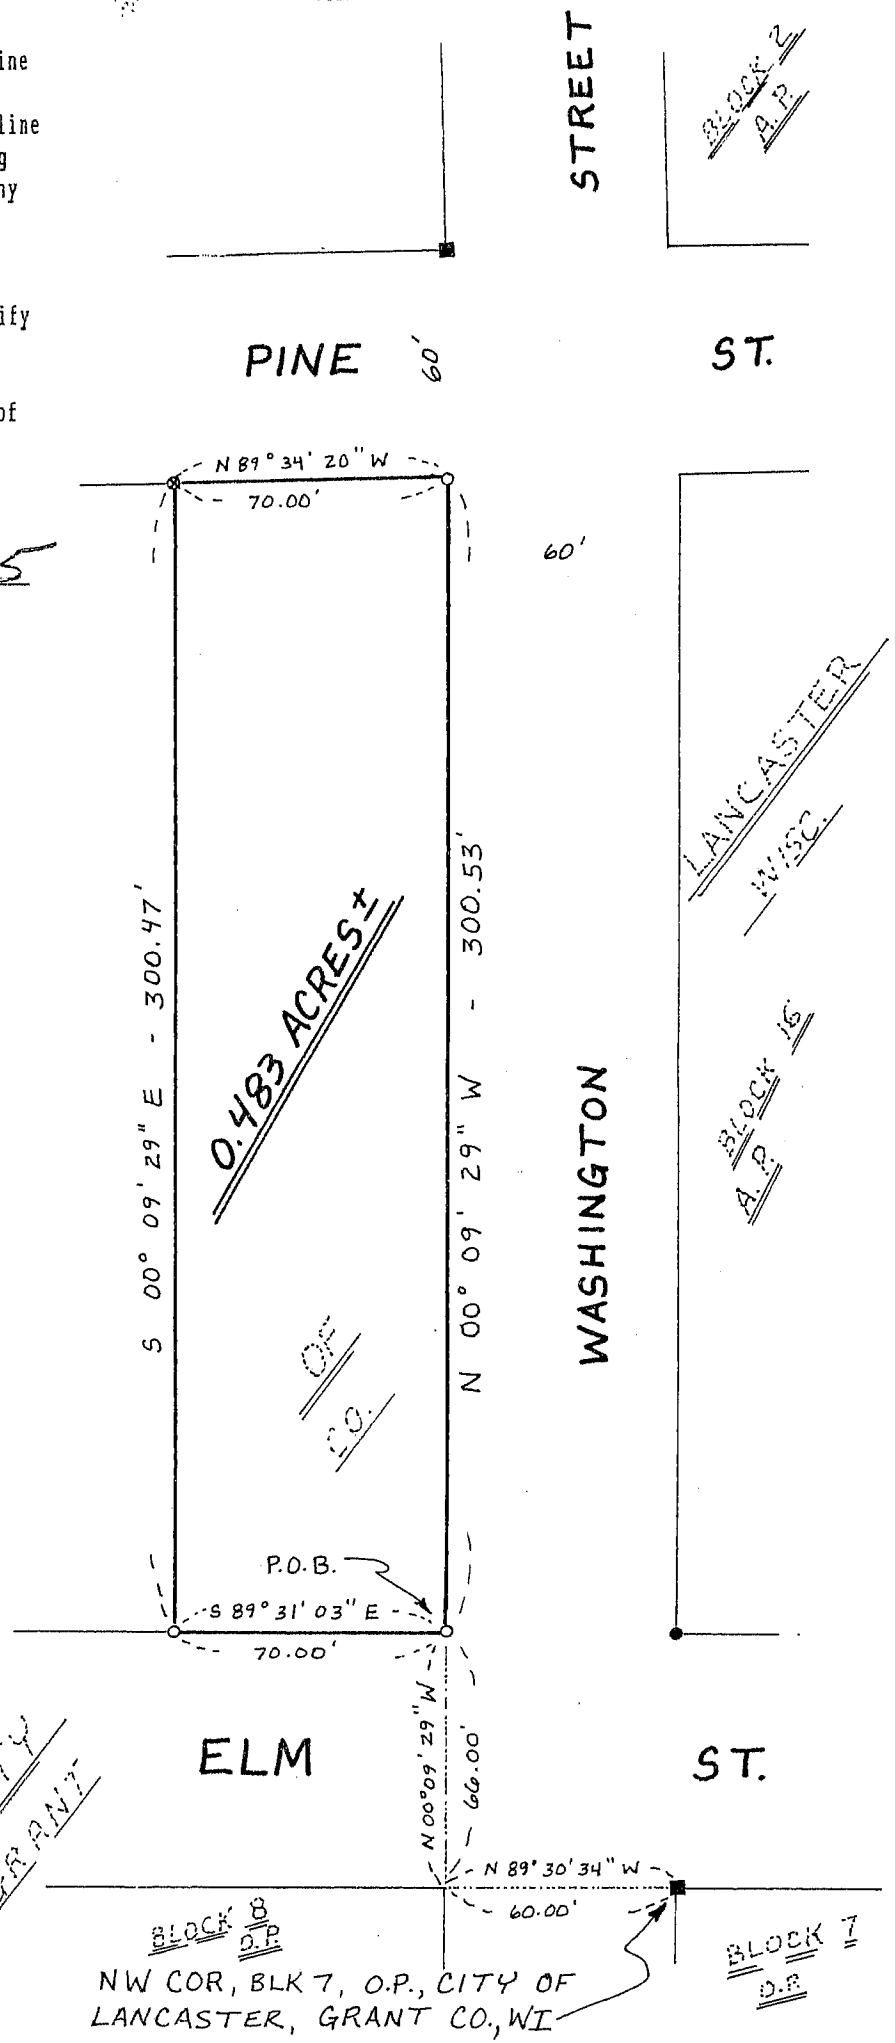 ine
line
g
ny
ify
of
5
STREET
BLOCK 2
A.P.
PINE
60'
ST.
N 89° 34' 20" W
70.00'
60'
LANCASTER
WISC.
S 00° 09' 29" E - 300.47'
0.483 ACRES ±
N 00° 09' 29" W - 300.53'
WASHINGTON
BLOCK 16
A.P.
OF
CO.
P.O.B.
S 89° 31' 03" E
70.00'
ELM
ST.
N 00° 09' 29" W
66.00'
TY
GRANT
N 89° 30' 34" W
60.00'
BLOCK 8
O.P.
BLOCK 7
O.P.
NW COR, BLK 7, O.P., CITY OF
LANCASTER, GRANT CO., WI